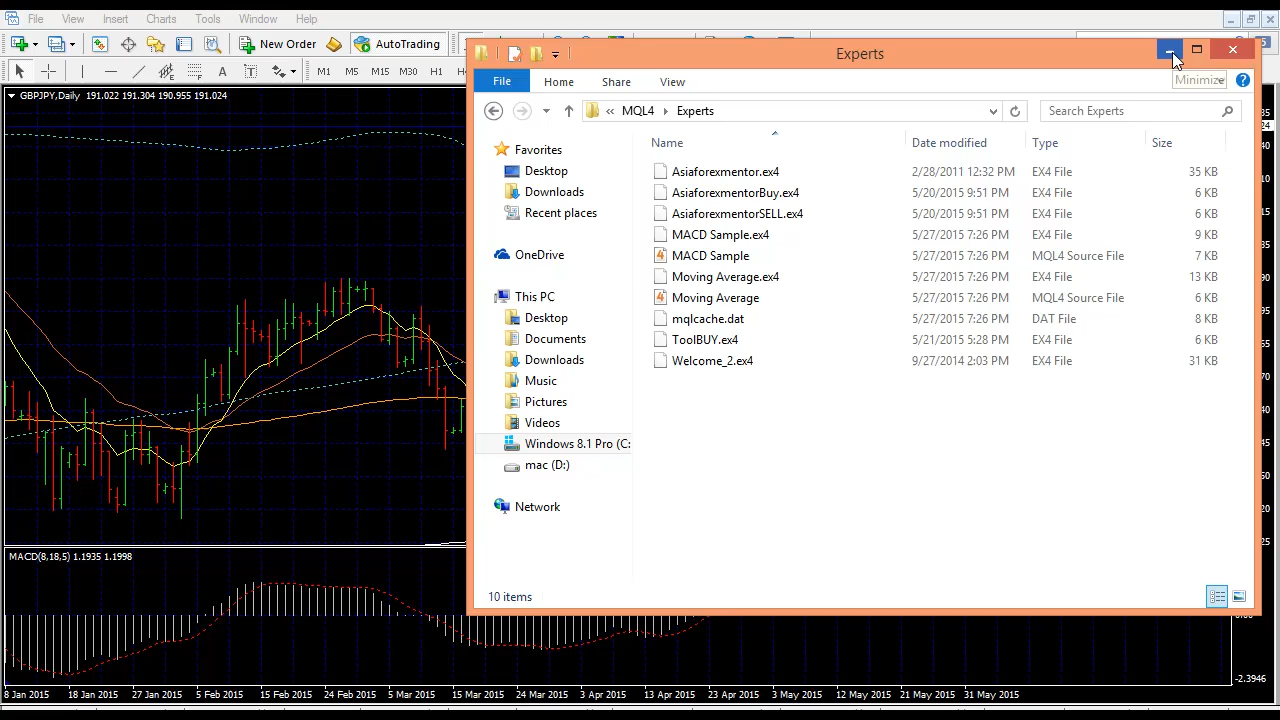 File View Insert Charts Tools Window Help
New Order AutoTrading
A T M1 M5 M15 M30 H1
GBPJPY,Daily 191.022 191.304 190.955 191.024
Experts
Minimize
File Home Share View
« MQL4 Experts Search Experts
Name Date modified Type Size
Asiaforexmentor.ex4 2/28/2011 12:32 PM EX4 File 35 KB
AsiaforexmentorBuy.ex4 5/20/2015 9:51 PM EX4 File 6 KB
AsiaforexmentorSELL.ex4 5/20/2015 9:51 PM EX4 File 6 KB
MACD Sample.ex4 5/27/2015 7:26 PM EX4 File 9 KB
MACD Sample 5/27/2015 7:26 PM MQL4 Source File 7 KB
Moving Average.ex4 5/27/2015 7:26 PM EX4 File 13 KB
Moving Average 5/27/2015 7:26 PM MQL4 Source File 6 KB
mqlcache.dat 5/27/2015 7:26 PM DAT File 8 KB
ToolBUY.ex4 5/21/2015 5:28 PM EX4 File 6 KB
Welcome_2.ex4 9/27/2014 2:03 PM EX4 File 31 KB
Favorites
Desktop
Downloads
Recent places
OneDrive
This PC
Desktop
Documents
Downloads
Music
Pictures
Videos
Windows 8.1 Pro (C:
mac (D:)
Network
10 items
MACD(8,18,5) 1.1935 1.1998
-2.3946
8 Jan 2015 18 Jan 2015 27 Jan 2015 5 Feb 2015 15 Feb 2015 24 Feb 2015 5 Mar 2015 15 Mar 2015 24 Mar 2015 3 Apr 2015 13 Apr 2015 23 Apr 2015 3 May 2015 12 May 2015 21 May 2015 31 May 2015